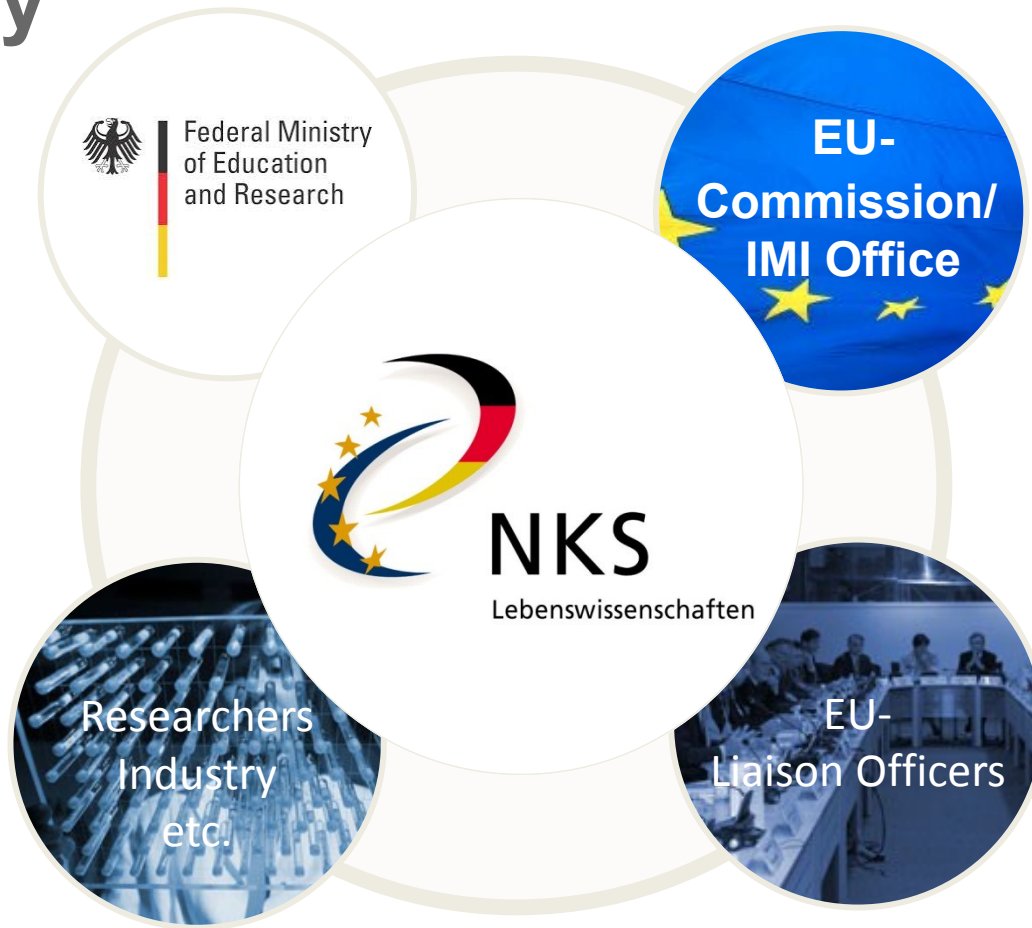 y
Federal Ministry
of Education
and Research
EU-
Commission/
IMI Office
NKS
Lebenswissenschaften
Researchers
Industry
etc.
EU-
Liaison Officers